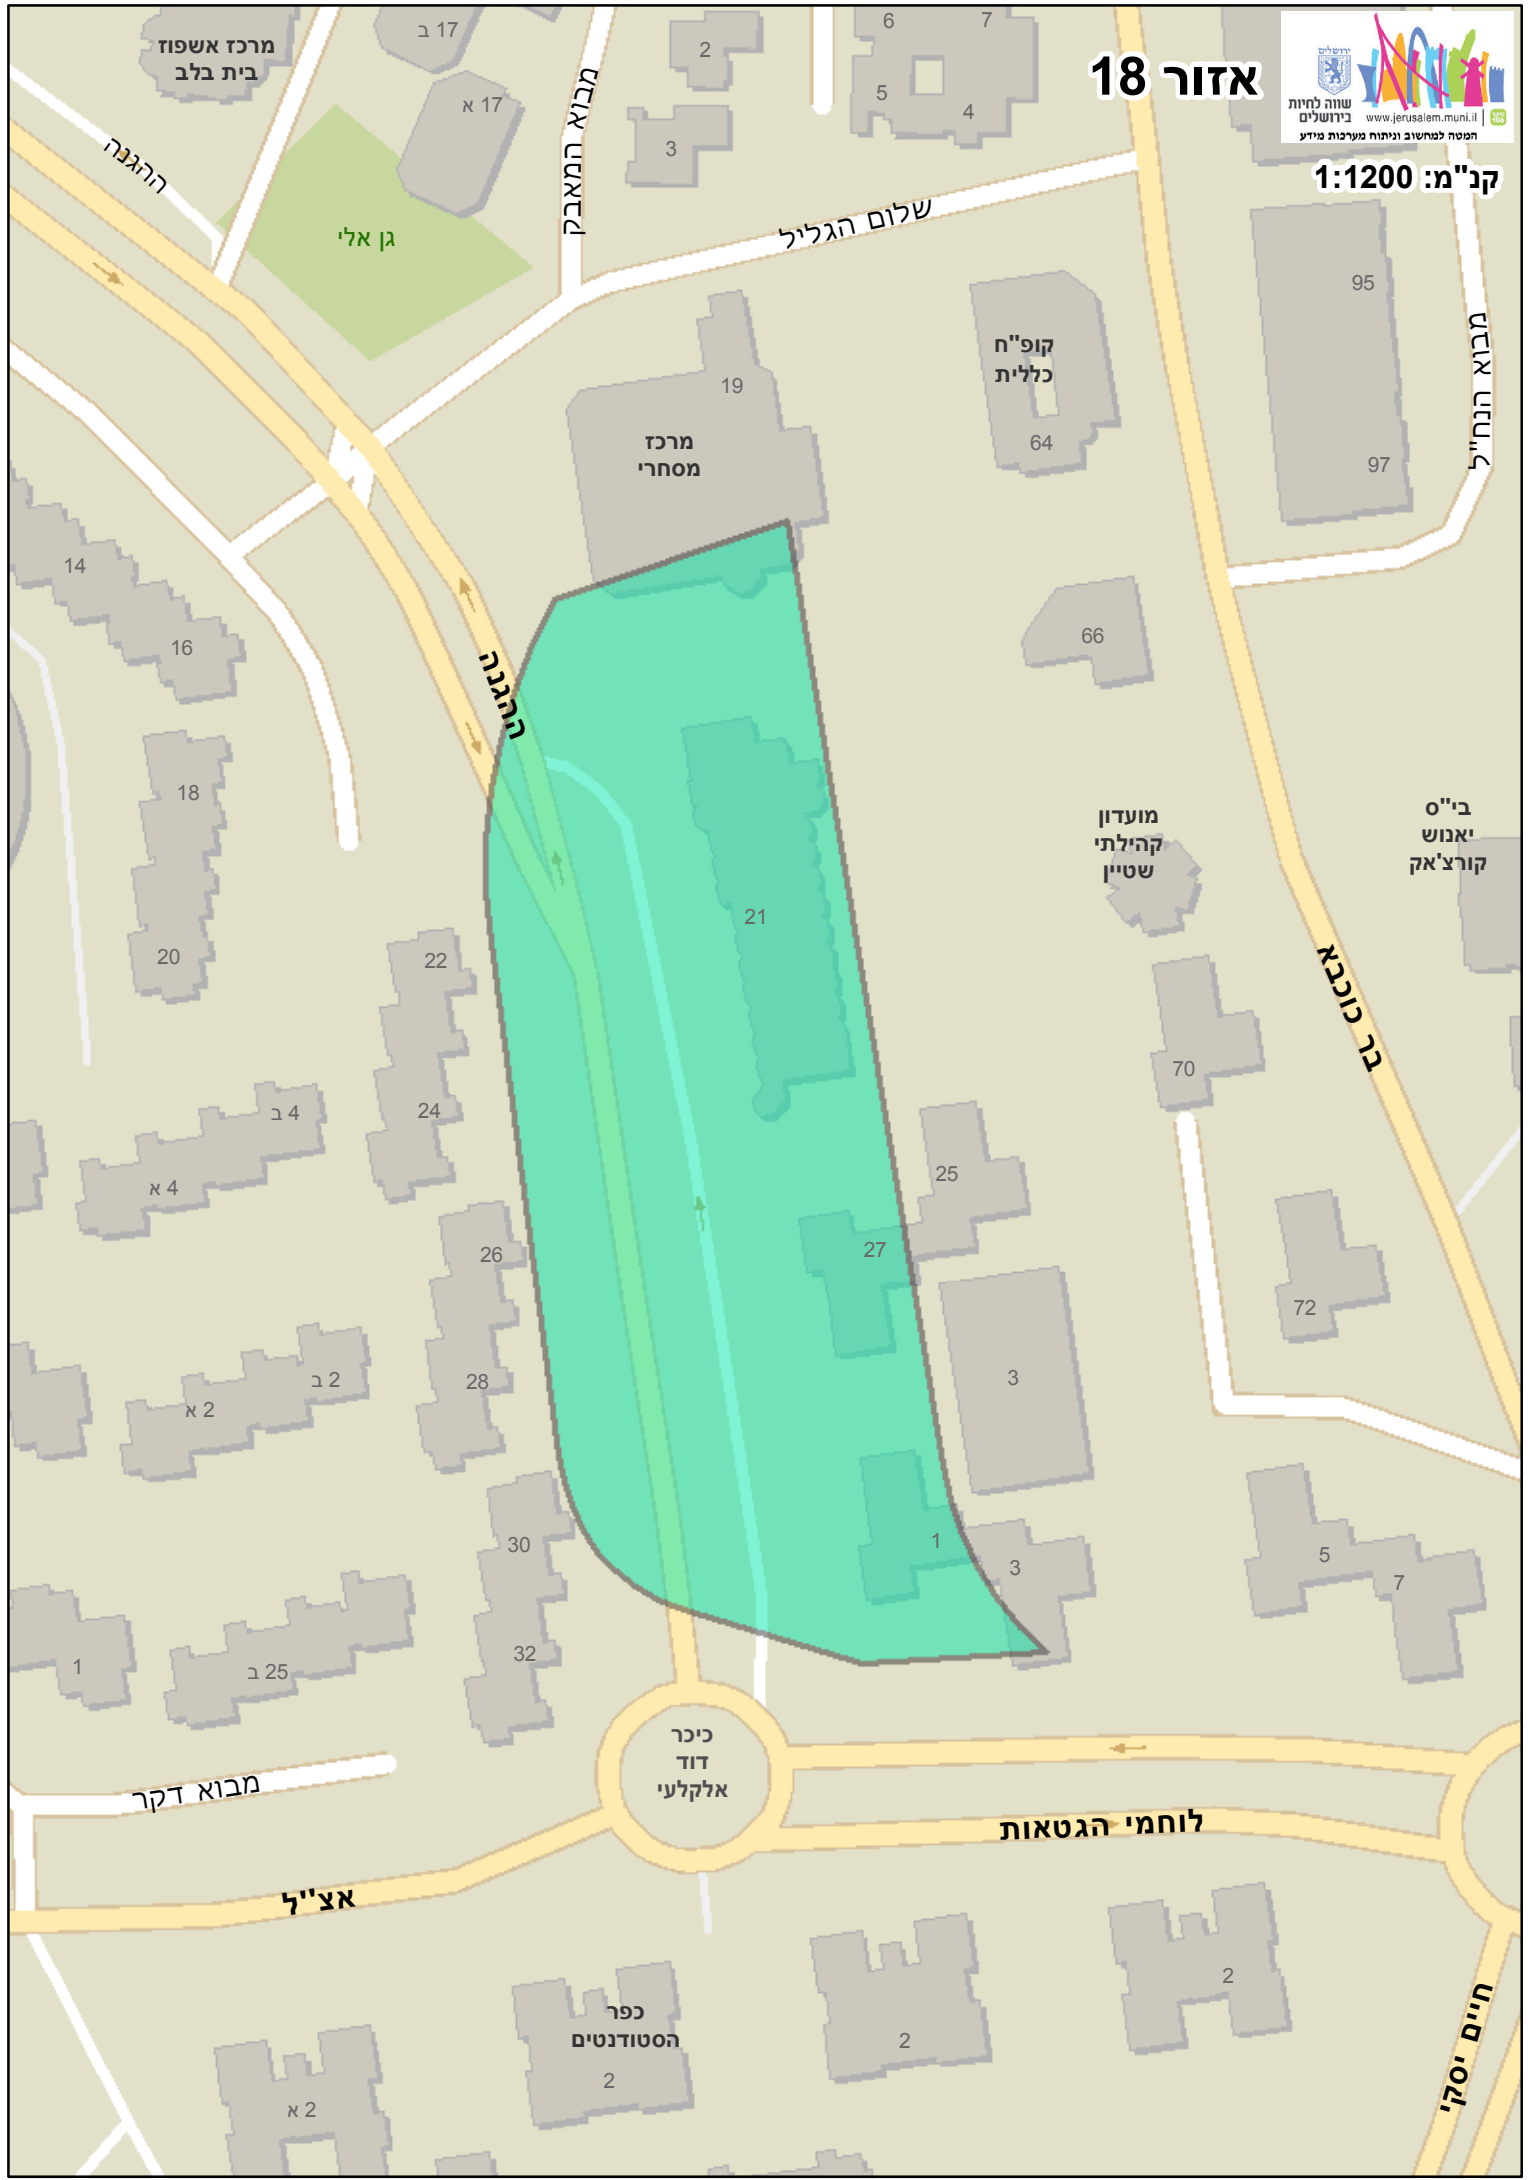 אזור 18
ירושלים
שווה לחיות
בירושלים
www.jerusalem.muni.il
מוקד
106
המטה למחשוב וניתוח מערכות מידע
קנ"מ: 1:1200
מרכז אשפוז
בית בלב
17 ב
17 א
2
3
6
7
5
4
ההגנה
מבוא המאבק
שלום הגליל
גן אלי
19
מרכז
מסחרי
קופ"ח
כללית
64
95
97
מבוא הנח"ל
14
16
66
ההגנה
18
20
מועדון
קהילתי
שטיין
בי"ס
יאנוש
קורצ'אק
21
22
24
בר כוכבא
70
4 ב
4 א
25
26
27
28
72
2 ב
2 א
3
30
1
3
5
7
32
1
25 ב
כיכר
דוד
אלקלעי
מבוא דקר
לוחמי הגטאות
אצ"ל
כפר
הסטודנטים
2
2
2
2 א
חיים יסקי